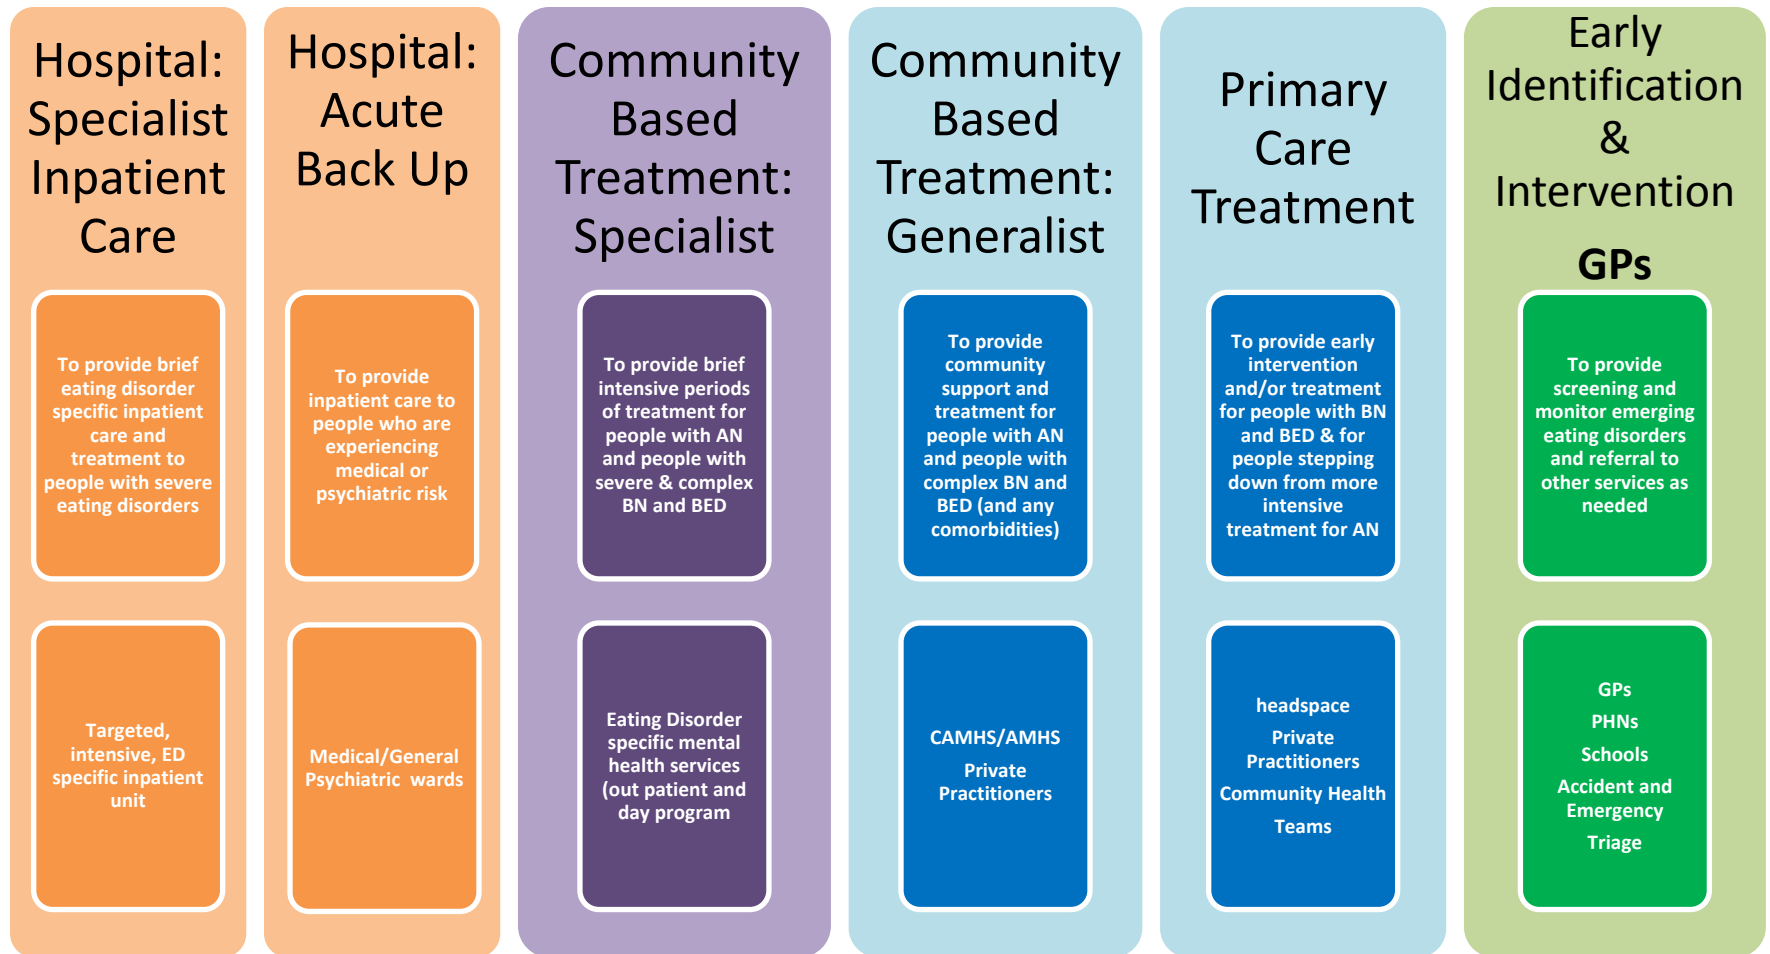 Hospital:
Specialist
Inpatient
Care
To provide brief
eating disorder
specific inpatient
care and
treatment to
people with severe
eating disorders
Targeted,
intensive, ED
specific inpatient
unit
Hospital:
Acute
Back Up
To provide
inpatient care to
people who are
experiencing
medical or
psychiatric risk
Medical/General
Psychiatric wards
Community
Based
Treatment:
Specialist
To provide brief
intensive periods
of treatment for
people with AN
and people with
severe & complex
BN and BED
Eating Disorder
specific mental
health services
(out patient and
day program
Community
Based
Treatment:
Generalist
To provide
community
support and
treatment for
people with AN
and people with
complex BN and
BED (and any
comorbidities)
CAMHS/AMHS
Private
Practitioners
Primary
Care
Treatment
To provide early
intervention
and/or treatment
for people with BN
and BED & for
people stepping
down from more
intensive
treatment for AN
headspace
Private
Practitioners
Community Health
Teams
Early
Identification
&
Intervention
GPs
To provide
screening and
monitor emerging
eating disorders
and referral to
other services as
needed
GPs
PHNs
Schools
Accident and
Emergency
Triage